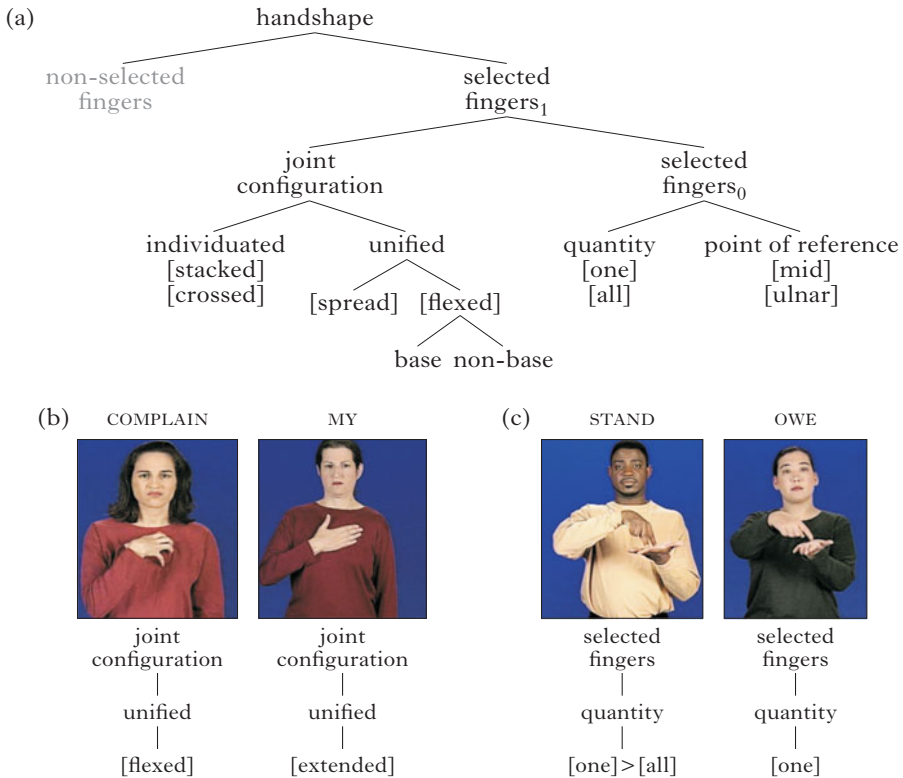 (a)
handshape
non-selected
fingers
selected
fingers₁
joint
configuration
selected
fingers₀
individuated
[stacked]
[crossed]
unified
quantity
[one]
[all]
point of reference
[mid]
[ulnar]
[spread] [flexed]
base non-base
(b)
COMPLAIN
MY
(c)
STAND
OWE
joint
configuration
unified
[flexed]
joint
configuration
unified
[extended]
selected
fingers
quantity
[one]>[all]
selected
fingers
quantity
[one]